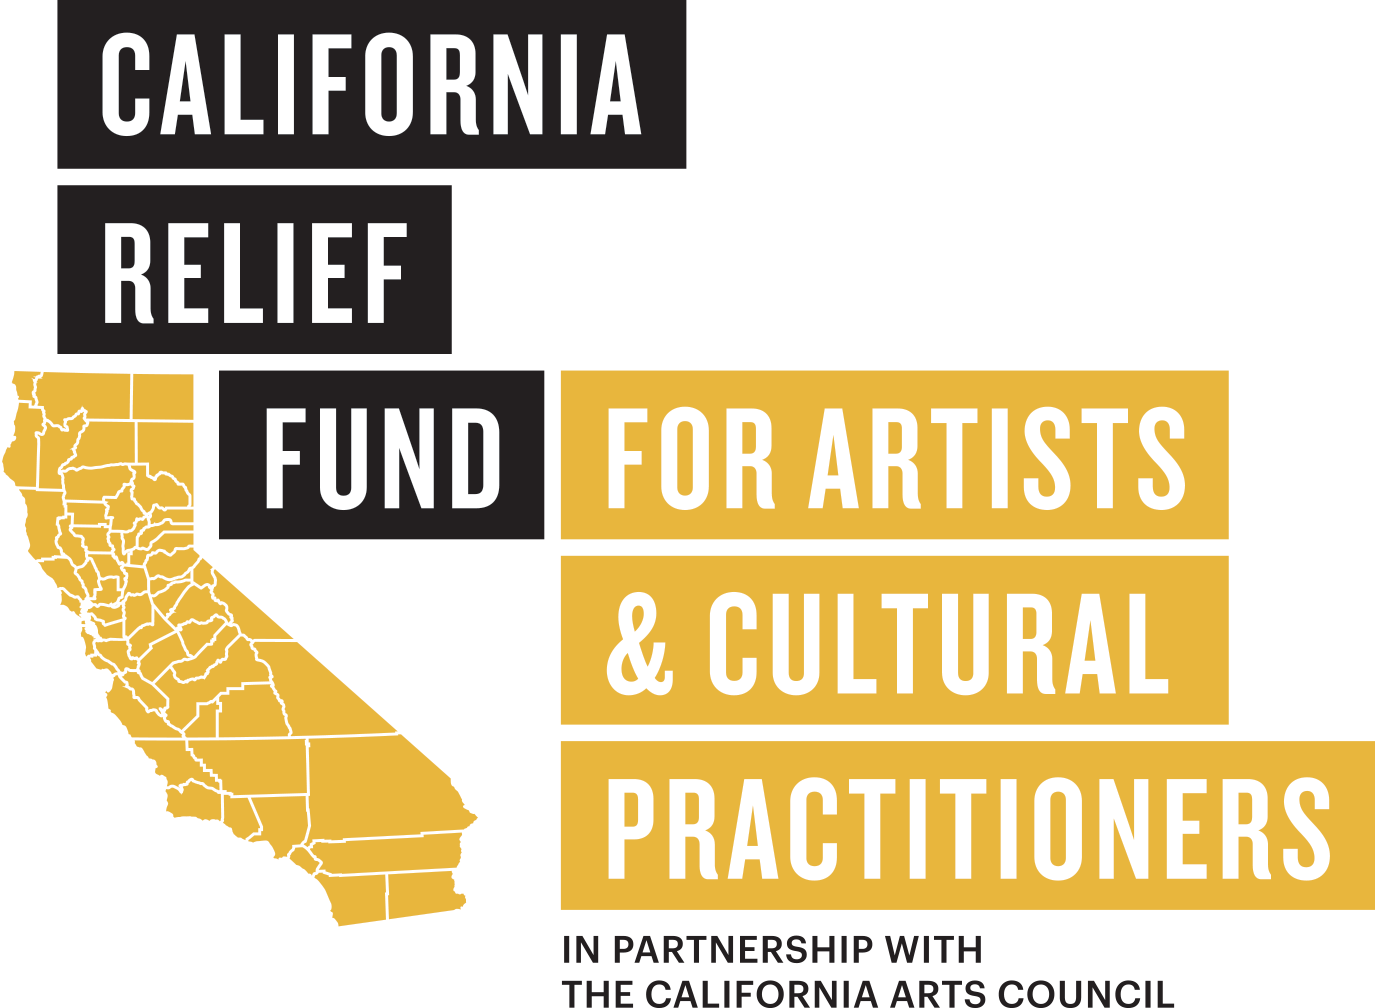 CALIFORNIA
RELIEF
FUND FOR ARTISTS
& CULTURAL
PRACTITIONERS
IN PARTNERSHIP WITH
THE CALIFORNIA ARTS COUNCIL